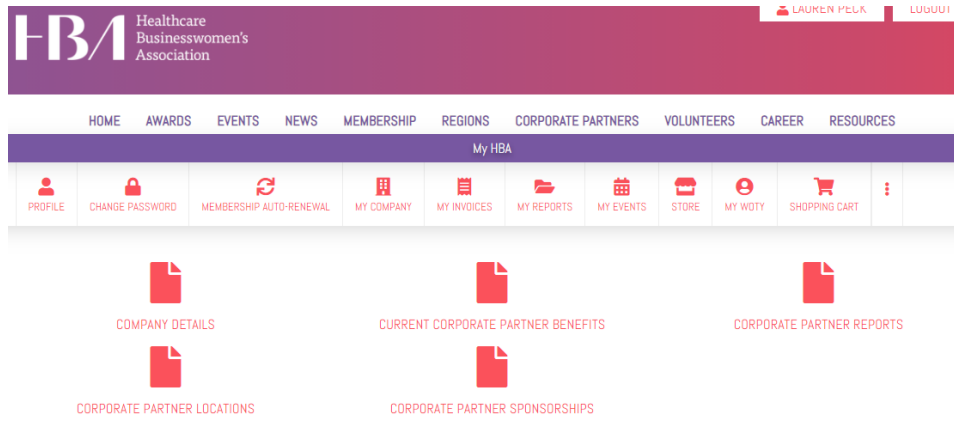 LAUREN PECK LOGOUT
HBA Healthcare
Businesswomen's
Association
HOME AWARDS EVENTS NEWS MEMBERSHIP REGIONS CORPORATE PARTNERS VOLUNTEERS CAREER RESOURCES
My HBA
PROFILE CHANGE PASSWORD MEMBERSHIP AUTO-RENEWAL MY COMPANY MY INVOICES MY REPORTS MY EVENTS STORE MY WOTY SHOPPING CART
COMPANY DETAILS CURRENT CORPORATE PARTNER BENEFITS CORPORATE PARTNER REPORTS
CORPORATE PARTNER LOCATIONS CORPORATE PARTNER SPONSORSHIPS